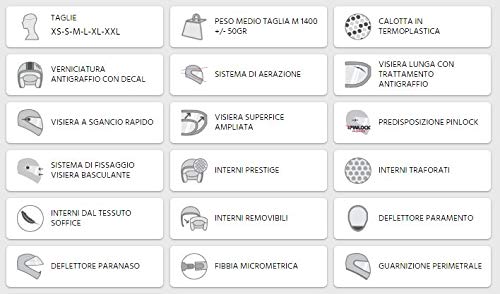 TAGLIE
XS-S-M-L-XL-XXL
PESO MEDIO TAGLIA M 1400
+/- 50GR
CALOTTA IN
TERMOPLASTICA
VERNICIATURA
ANTIGRAFFIO CON DECAL
SISTEMA DI AERAZIONE
VISIERA LUNGA CON
TRATTAMENTO
ANTIGRAFFIO
VISIERA A SGANCIO RAPIDO
VISIERA SUPERFICE
AMPLIATA
PINLOCK
PREDISPOSIZIONE PINLOCK
SISTEMA DI FISSAGGIO
VISIERA BASCULANTE
INTERNI PRESTIGE
INTERNI TRAFORATI
INTERNI DAL TESSUTO
SOFFICE
INTERNI REMOVIBILI
DEFLETTORE PARAMENTO
DEFLETTORE PARANASO
FIBBIA MICROMETRICA
GUARNIZIONE PERIMETRALE